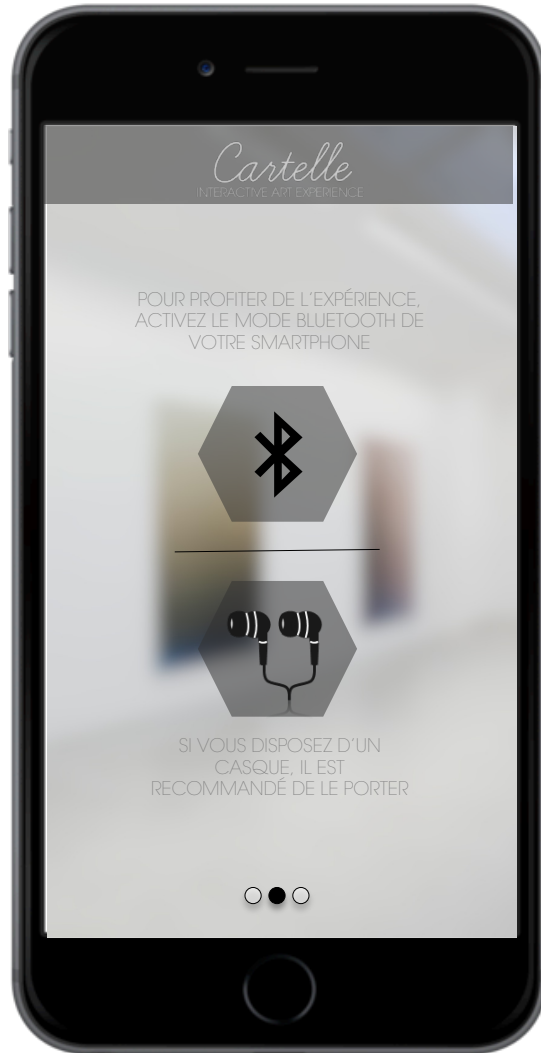 Cartelle
INTERACTIVE ART EXPERIENCE
POUR PROFITER DE L'EXPÉRIENCE,
ACTIVEZ LE MODE BLUETOOTH DE
VOTRE SMARTPHONE
SI VOUS DISPOSEZ D'UN
CASQUE, IL EST
RECOMMANDÉ DE LE PORTER